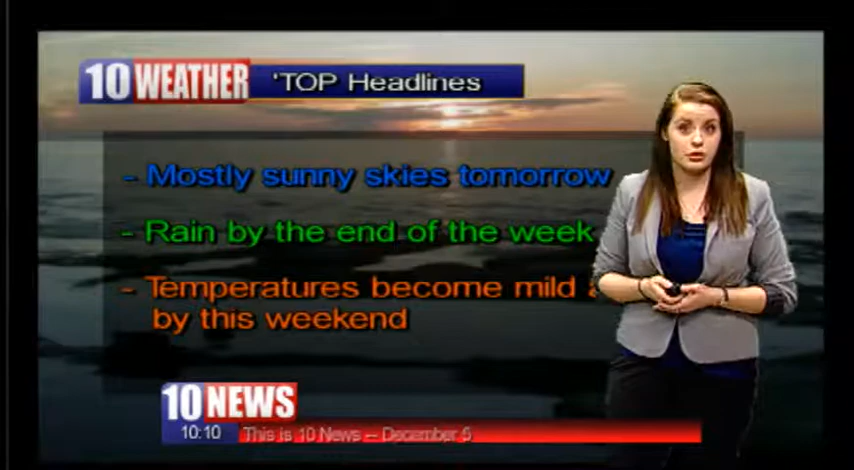 10 WEATHER 'TOP Headlines
- Mostly sunny skies tomorrow
- Rain by the end of the week
- Temperatures become mild
by this weekend
10 NEWS
10:10 This is 10 News -- December 5